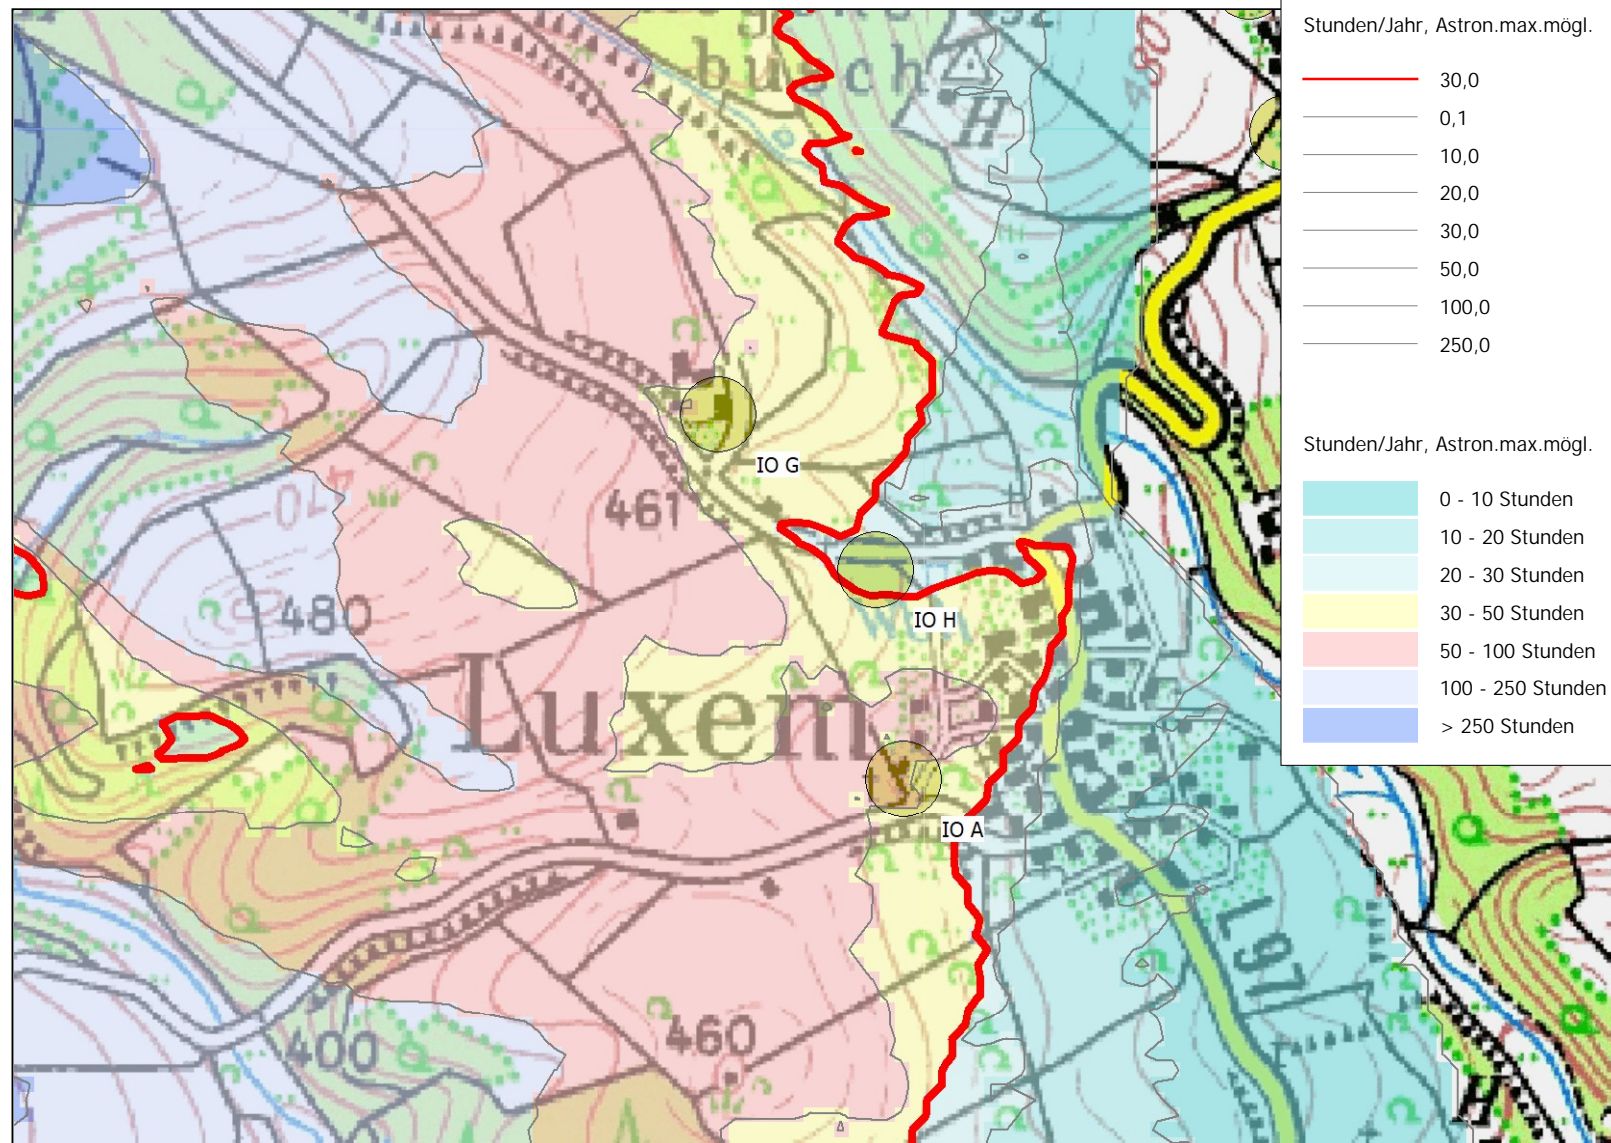 busch
H
461
IO G
470
480
IO H
Luxem
IO A
L 97
460
400
H
Stunden/Jahr, Astron.max.mögl.
30,0
0,1
10,0
20,0
30,0
50,0
100,0
250,0
Stunden/Jahr, Astron.max.mögl.
0 - 10 Stunden
10 - 20 Stunden
20 - 30 Stunden
30 - 50 Stunden
50 - 100 Stunden
100 - 250 Stunden
> 250 Stunden